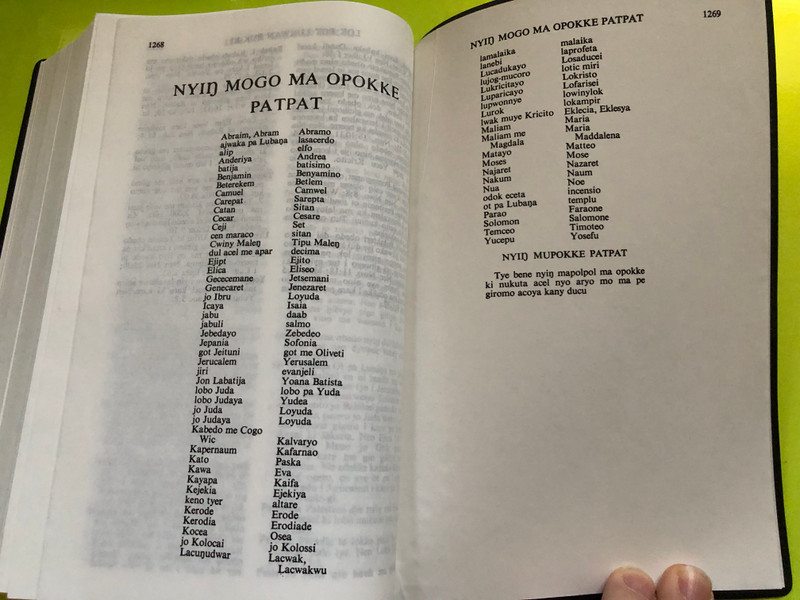 1268
NYIŊ MOGO MA OPOKKE
PATPAT
Abraim, Abram Abramo
ajwaka pa Lubaŋa lasacerdo
alip elfo
Anderiya Andrea
batija batisimo
Benjamin Benyamino
Beterekem Betlem
Camuel Camwel
Carepat Sarepta
Catan Sitan
Cecar Cesare
Ceji Set
cen maraco sitan
Cwiny Maleŋ Tipu Maleŋ
dul acel me apar decima
Ejipt Ejito
Elica Eliseo
Gececemane Jetsemani
Genecaret Jenezaret
jo Ibru Loyuda
Icaya Isaia
jabu daab
jabuli salmo
Jebedayo Zebedeo
Jepania Sofonia
got Jeituni got me Oliveti
Jerucalem Yerusalem
jiri evanjeli
Jon Labatija Yoana Batista
lobo Juda lobo pa Yuda
lobo Judaya Yudea
jo Juda Loyuda
jo Judaya Loyuda
Kabedo me Cogo
Wic Kalvaryo
Kapernaum Kafarnao
Kato Paska
Kawa Eva
Kayapa Kaifa
Kejekia Ejekiya
keno tyer altare
Kerode Erode
Kerodia Erodiade
Kocea Osea
jo Kolocai jo Kolossi
Lacuŋudwar Lacwak,
Lacwakwu
NYIŊ MOGO MA OPOKKE PATPAT 1269
lamalaika malaika
lanebi laprofeta
Lucadukayo Losaducei
lujog-mucoro lotic miri
Lukricitayo Lokristo
Luparicayo Lofarisei
lupwonnye lowinylok
Lurok lokampir
lwak muye Kricito Eklecia, Eklesya
Maliam Maria
Maliam me Maria
Magdala Maddalena
Matayo Matteo
Moses Mose
Najaret Nazaret
Nakum Naum
Nua Noe
odok eceta incensio
ot pa Lubaŋa templu
Parao Faraone
Solomon Salomone
Temceo Timoteo
Yucepu Yosefu
NYIŊ MUPOKKE PATPAT
Tye bene nyiŋ mapolpol ma opokke
ki nukuta acel nyo aryo mo ma pe
giromo acoya kany ducu